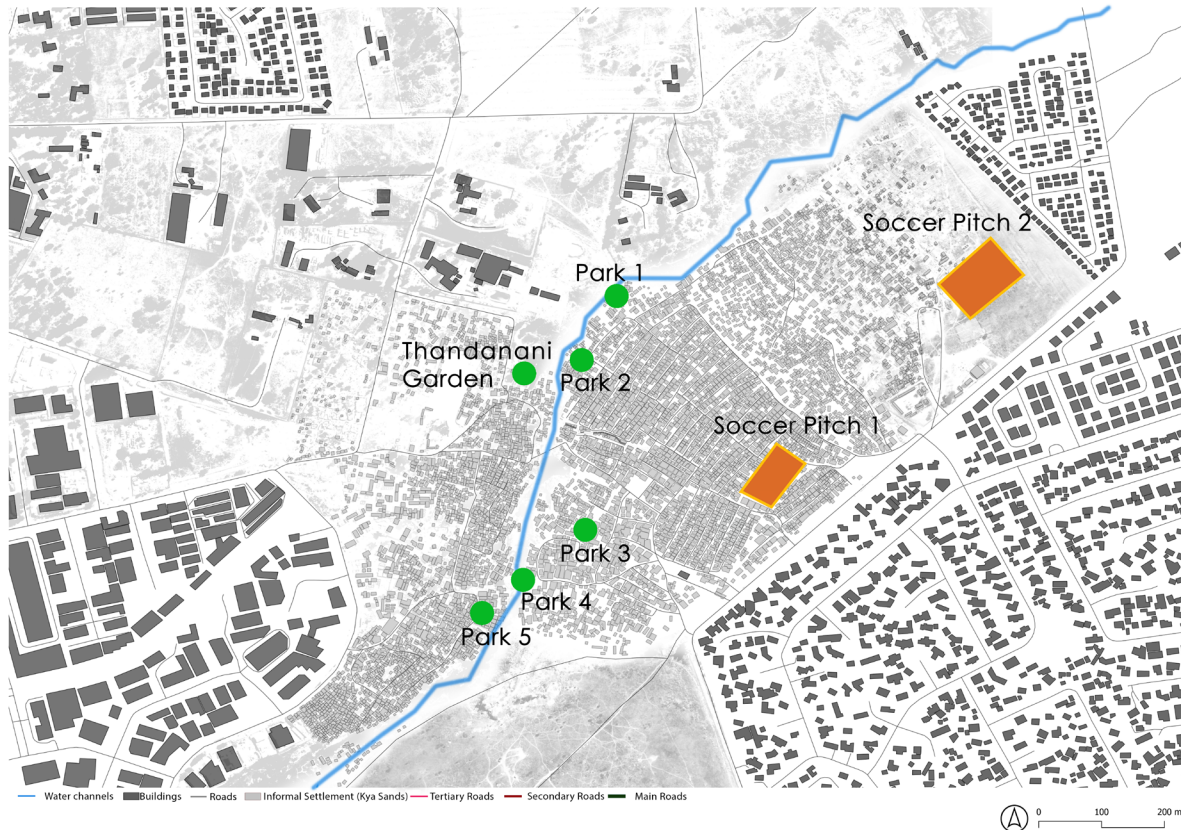 Soccer Pitch 2
Park 1
Thandanani
Garden
Park 2
Soccer Pitch 1
Park 3
Park 4
Park 5
Water channels Buildings Roads Informal Settlement (Kya Sands) Tertiary Roads Secondary Roads Main Roads
0 100 200 m